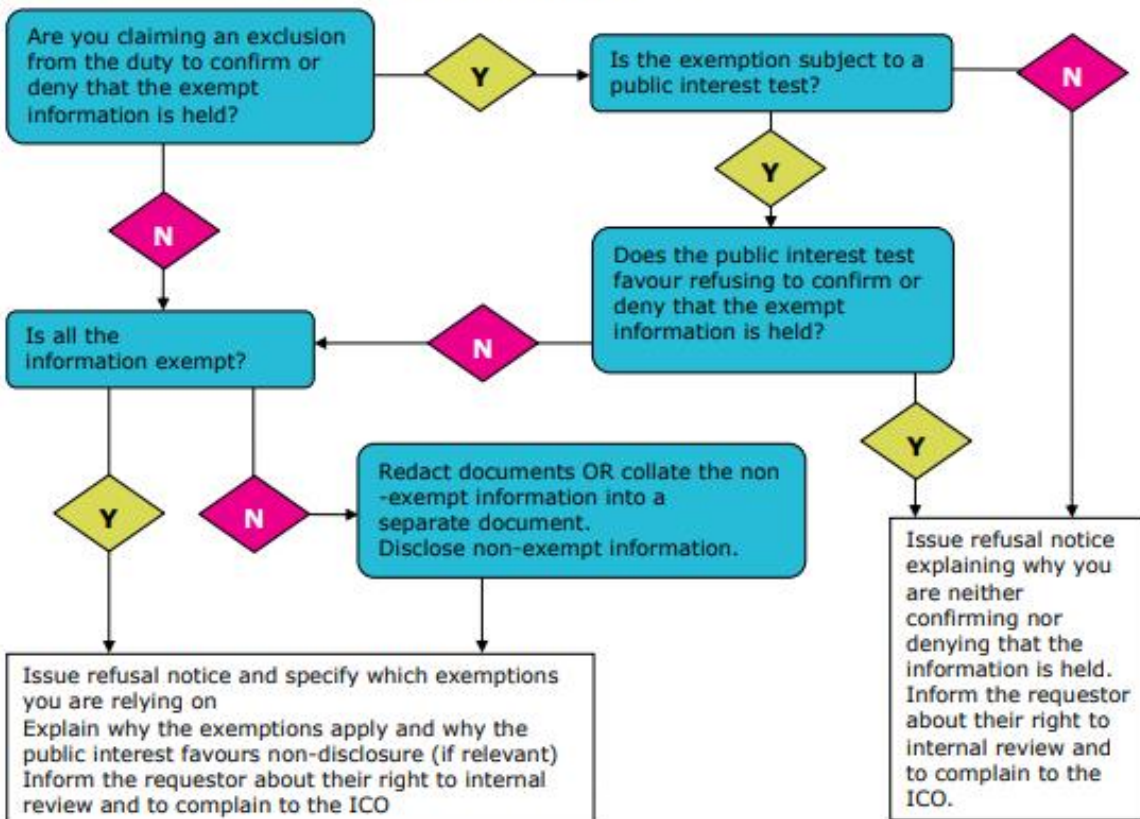 Are you claiming an exclusion
from the duty to confirm or
deny that the exempt
information is held?
Y
Is the exemption subject to a
public interest test?
N
Y
N
Does the public interest test
favour refusing to confirm or
deny that the exempt
information is held?
Is all the
information exempt?
N
Y
Y
N
Redact documents OR collate the non
-exempt information into a
separate document.
Disclose non-exempt information.
Issue refusal notice
explaining why you
are neither
confirming nor
denying that the
information is held.
Inform the requestor
about their right to
internal review and
to complain to the
ICO.
Issue refusal notice and specify which exemptions
you are relying on
Explain why the exemptions apply and why the
public interest favours non-disclosure (if relevant)
Inform the requestor about their right to internal
review and to complain to the ICO